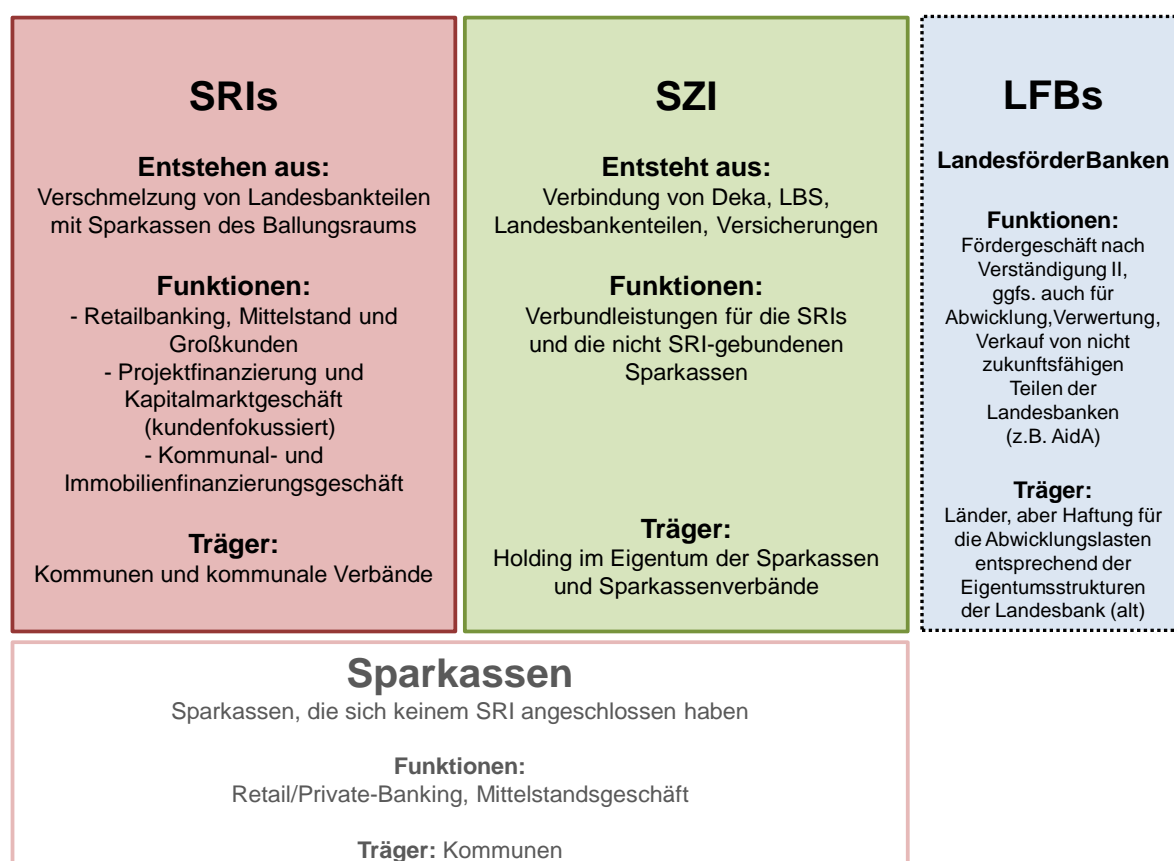 SRIs
Entstehen aus:
Verschmelzung von Landesbankteilen
mit Sparkassen des Ballungsraums
Funktionen:
- Retailbanking, Mittelstand und
Großkunden
- Projektfinanzierung und
Kapitalmarktgeschäft
(kundenfokussiert)
- Kommunal- und
Immobilienfinanzierungsgeschäft
Träger:
Kommunen und kommunale Verbände
SZI
Entsteht aus:
Verbindung von Deka, LBS,
Landesbankenteilen, Versicherungen
Funktionen:
Verbundleistungen für die SRIs
und die nicht SRI-gebundenen
Sparkassen
Träger:
Holding im Eigentum der Sparkassen
und Sparkassenverbände
LFBs
LandesförderBanken
Funktionen:
Fördergeschäft nach
Verständigung II,
ggfs. auch für
Abwicklung,Verwertung,
Verkauf von nicht
zukunftsfähigen
Teilen der
Landesbanken
(z.B. AidA)
Träger:
Länder, aber Haftung für
die Abwicklungslasten
entsprechend der
Eigentumsstrukturen
der Landesbank (alt)
Sparkassen
Sparkassen, die sich keinem SRI angeschlossen haben
Funktionen:
Retail/Private-Banking, Mittelstandsgeschäft
Träger: Kommunen